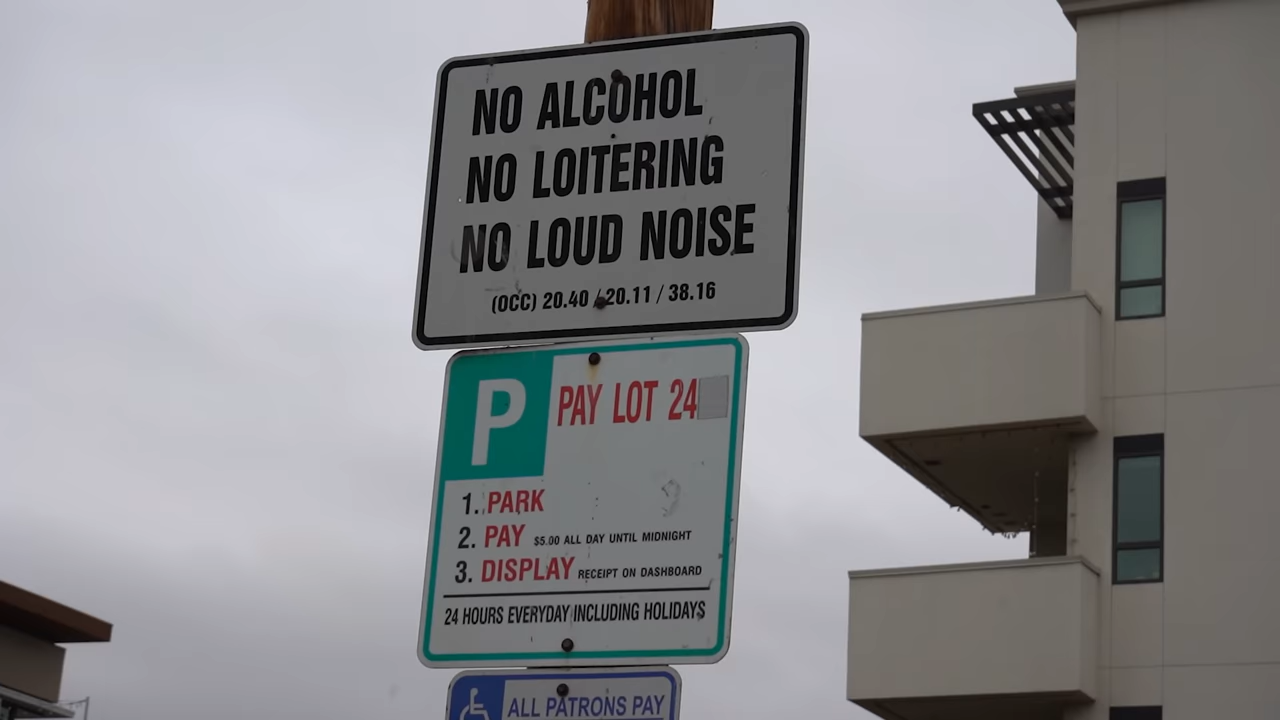 NO ALCOHOL
NO LOITERING
NO LOUD NOISE
(OCC) 20.40 / 20.11 / 38.16
P PAY LOT 24
1. PARK
2. PAY $5.00 ALL DAY UNTIL MIDNIGHT
3. DISPLAY RECEIPT ON DASHBOARD
24 HOURS EVERYDAY INCLUDING HOLIDAYS
ALL PATRONS PAY